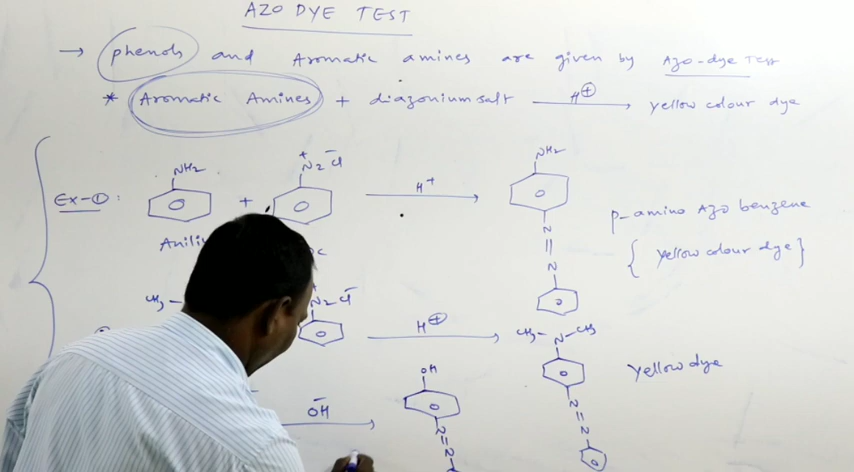 AZO DYE TEST
→ phenols and Aromatic amines are given by Azo-dye Test
* Aromatic Amines + diazonium salt H⊕ → yellow colour dye
Ex-①: NH₂ + N₂⁺ Cl⁻ H⁺ → NH₂ N=N p-amino Azo benzene
{ yellow colour dye }
CH₃ N₂ Cl⁻ H⊕ → CH₃ N CH₃ N=N yellow dye
OH⁻ → OH N=N